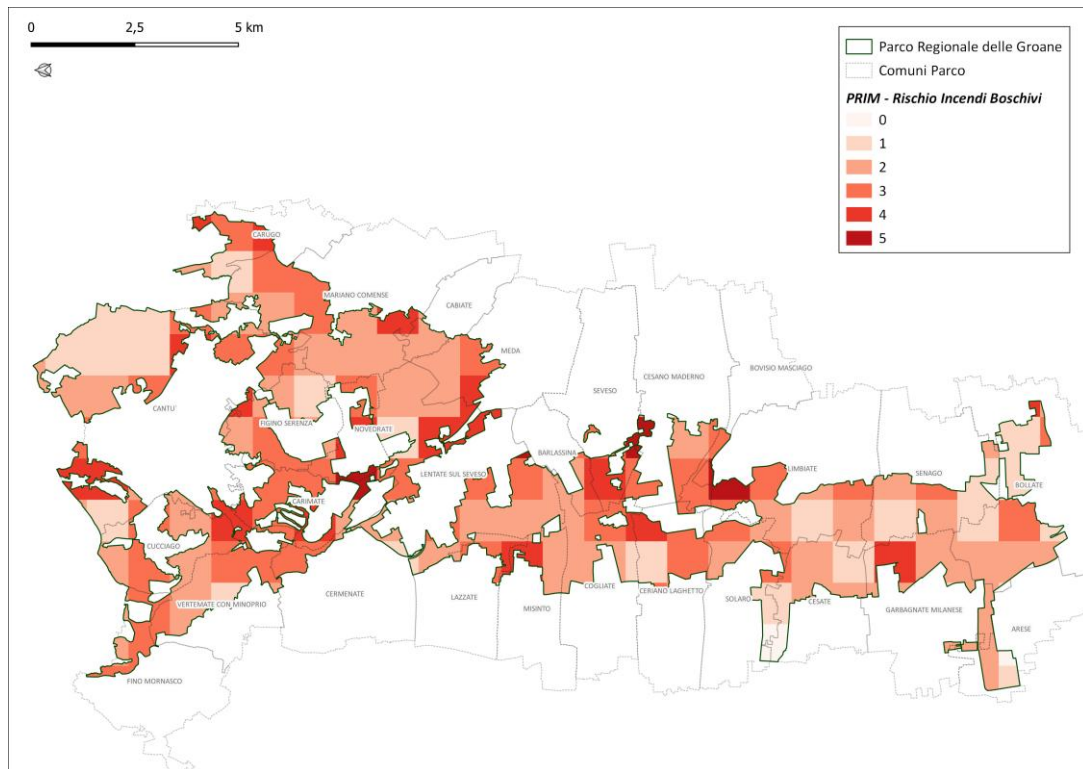 0 2,5 5 km
Parco Regionale delle Groane
Comuni Parco
PRIM - Rischio Incendi Boschivi
0
1
2
3
4
5
CARUGO
MARIANO COMENSE
CABIATE
MEDA
SEVESO
CESANO MADERNO
BOVISIO MASCIAGO
CANTU'
FIGINO SERENZA
NOVEDRATE
LENTATE SUL SEVESO
BARLASSINA
LIMBIATE
SENAGO
BOLLATE
CARIMATE
CUCCIAGO
VERTEMATE CON MINOPRIO
CERMENATE
LAZZATE
MISINTO
COGLIATE
CERIANO LAGHETTO
SOLARO
CESATE
GARBAGNATE MILANESE
ARESE
FINO MORNASCO